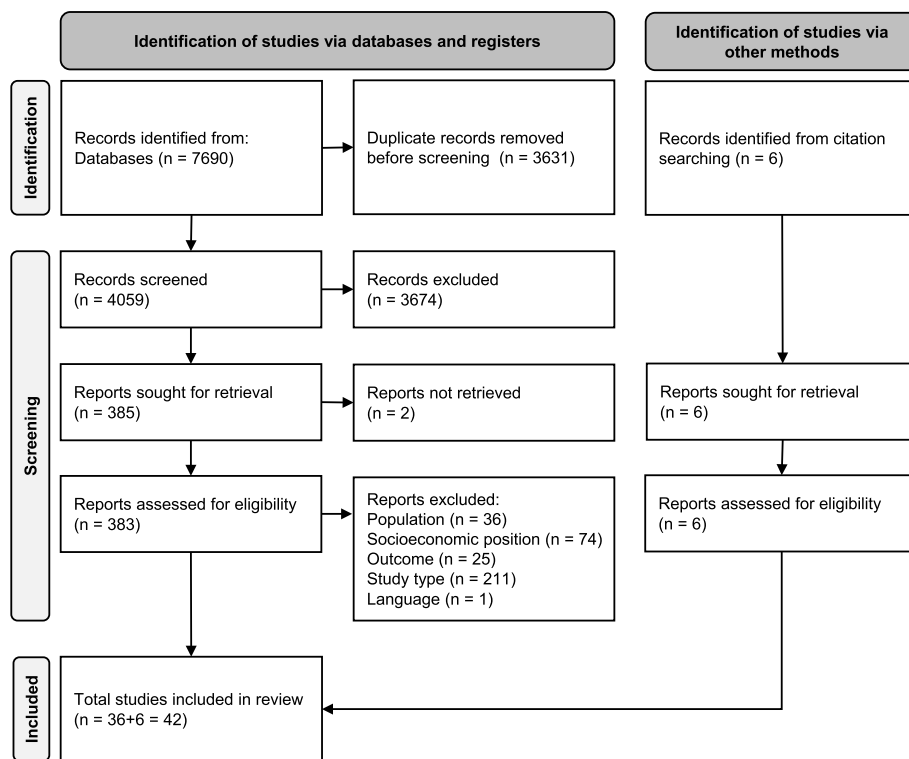 Identification of studies via databases and registers
Identification of studies via
other methods
Identification
Records identified from:
Databases (n = 7690)
Duplicate records removed
before screening (n = 3631)
Records identified from citation
searching (n = 6)
Screening
Records screened
(n = 4059)
Records excluded
(n = 3674)
Reports sought for retrieval
(n = 385)
Reports not retrieved
(n = 2)
Reports sought for retrieval
(n = 6)
Reports assessed for eligibility
(n = 383)
Reports excluded:
Population (n = 36)
Socioeconomic position (n = 74)
Outcome (n = 25)
Study type (n = 211)
Language (n = 1)
Reports assessed for eligibility
(n = 6)
Included
Total studies included in review
(n = 36+6 = 42)